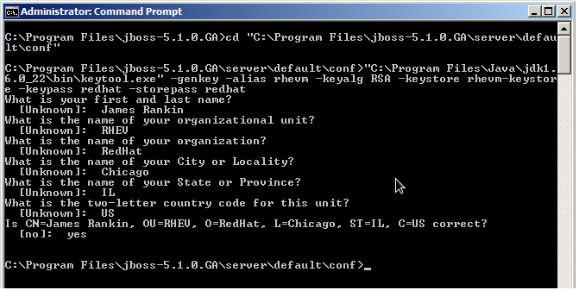 Administrator: Command Prompt
C:\Program Files\jboss-5.1.0.GA>cd "C:\Program Files\jboss-5.1.0.GA\server\defau
lt\conf"
C:\Program Files\jboss-5.1.0.GA\server\default\conf>"C:\Program Files\Java\jdk1.
6.0_22\bin\keytool.exe" -genkey -alias rhevm -keyalg RSA -keystore rhevm-keystor
e -keypass redhat -storepass redhat
What is your first and last name?
[Unknown]: James Rankin
What is the name of your organizational unit?
[Unknown]: RHEV
What is the name of your organization?
[Unknown]: RedHat
What is the name of your City or Locality?
[Unknown]: Chicago
What is the name of your State or Province?
[Unknown]: IL
What is the two-letter country code for this unit?
[Unknown]: US
Is CN=James Rankin, OU=RHEV, O=RedHat, L=Chicago, ST=IL, C=US correct?
[no]: yes
C:\Program Files\jboss-5.1.0.GA\server\default\conf>_